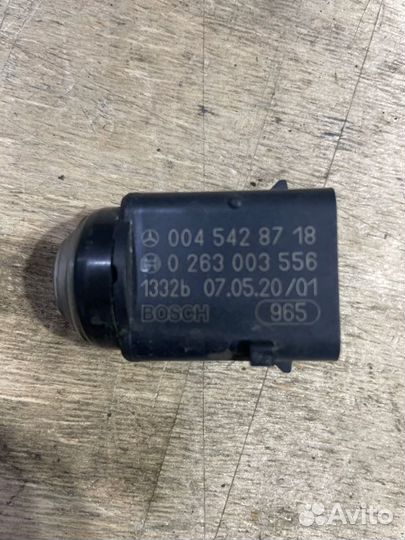 004 542 87 18
0 263 003 556
1332b 07.05.20/01
BOSCH 965
Avito